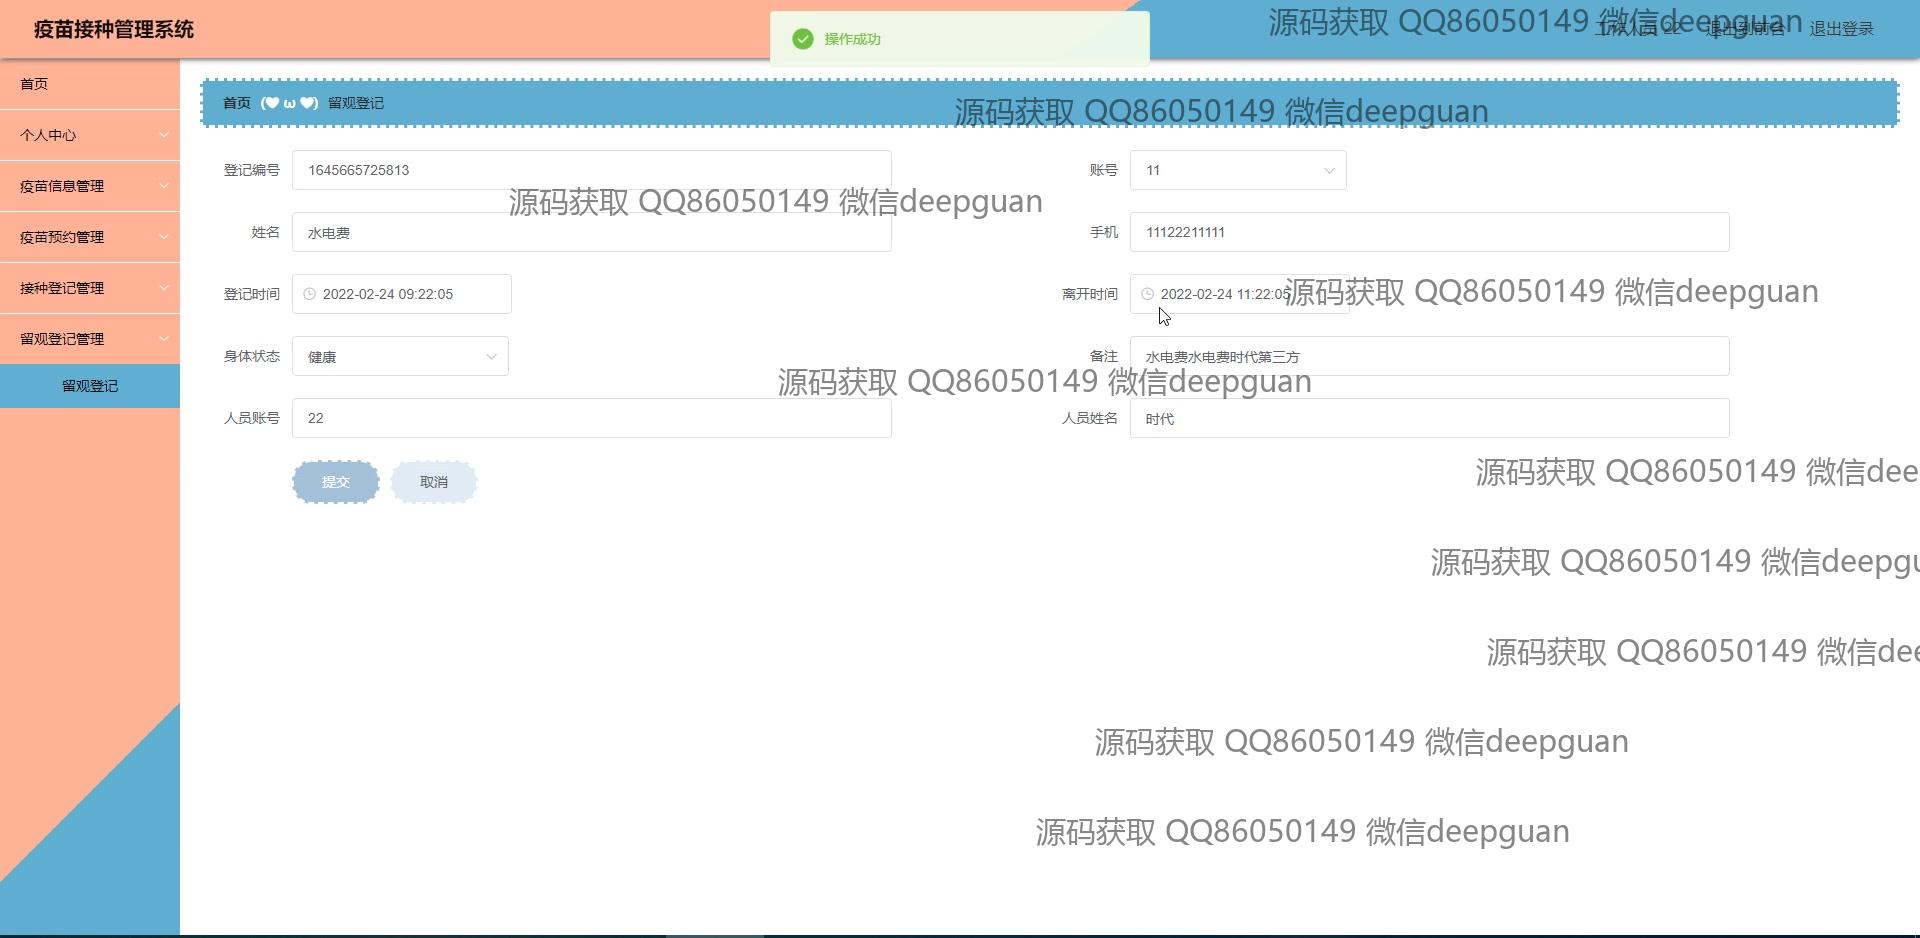 疫苗接种管理系统
操作成功
源码获取 QQ86050149 微信deepguan
工作人员 22 退出到前台 退出登录
首页
个人中心
疫苗信息管理
疫苗预约管理
接种登记管理
留观登记管理
留观登记
首页 (♥ω♥) 留观登记
源码获取 QQ86050149 微信deepguan
登记编号 1645665725813 账号 11
源码获取 QQ86050149 微信deepguan
姓名 水电费 手机 11122211111
登记时间 2022-02-24 09:22:05 离开时间 2022-02-24 11:22:05
源码获取 QQ86050149 微信deepguan
身体状态 健康 备注 水电费水电费时代第三方
源码获取 QQ86050149 微信deepguan
人员账号 22 人员姓名 时代
提交 取消
源码获取 QQ86050149 微信dee
源码获取 QQ86050149 微信deepgu
源码获取 QQ86050149 微信dee
源码获取 QQ86050149 微信deepguan
源码获取 QQ86050149 微信deepguan